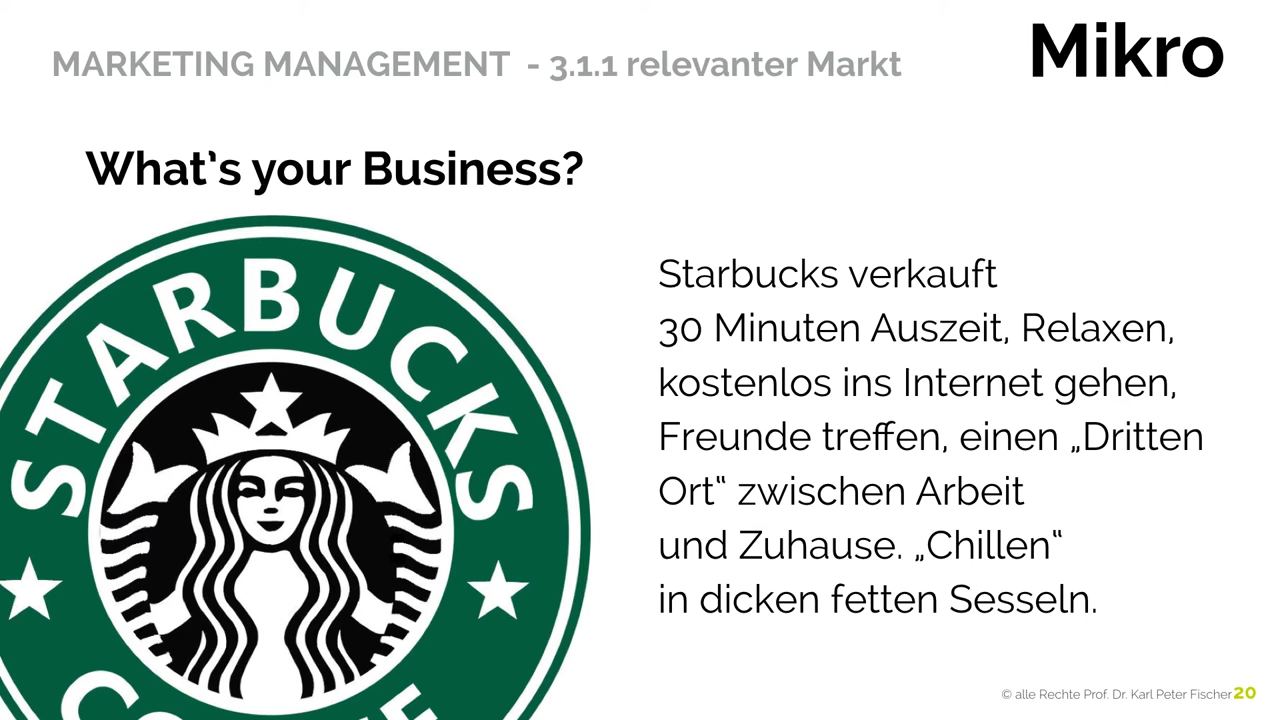 MARKETING MANAGEMENT - 3.1.1 relevanter Markt
Mikro
What's your Business?
STARBUCKS
Starbucks verkauft
30 Minuten Auszeit, Relaxen,
kostenlos ins Internet gehen,
Freunde treffen, einen „Dritten
Ort“ zwischen Arbeit
und Zuhause. „Chillen“
in dicken fetten Sesseln.
© alle Rechte Prof. Dr. Karl Peter Fischer 20